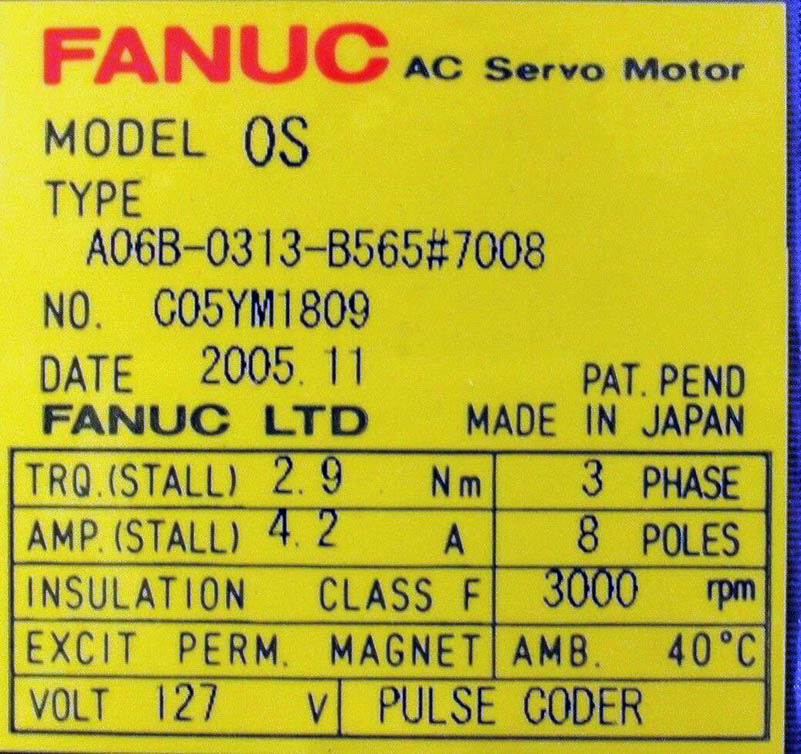 FANUC AC Servo Motor
MODEL 0S
TYPE
A06B-0313-B565#7008
NO. C05YM1809
DATE 2005.11
PAT. PEND
FANUC LTD MADE IN JAPAN
TRQ.(STALL) 2.9 Nm 3 PHASE
AMP.(STALL) 4.2 A 8 POLES
INSULATION CLASS F 3000 rpm
EXCIT PERM. MAGNET AMB. 40°C
VOLT 127 V PULSE CODER